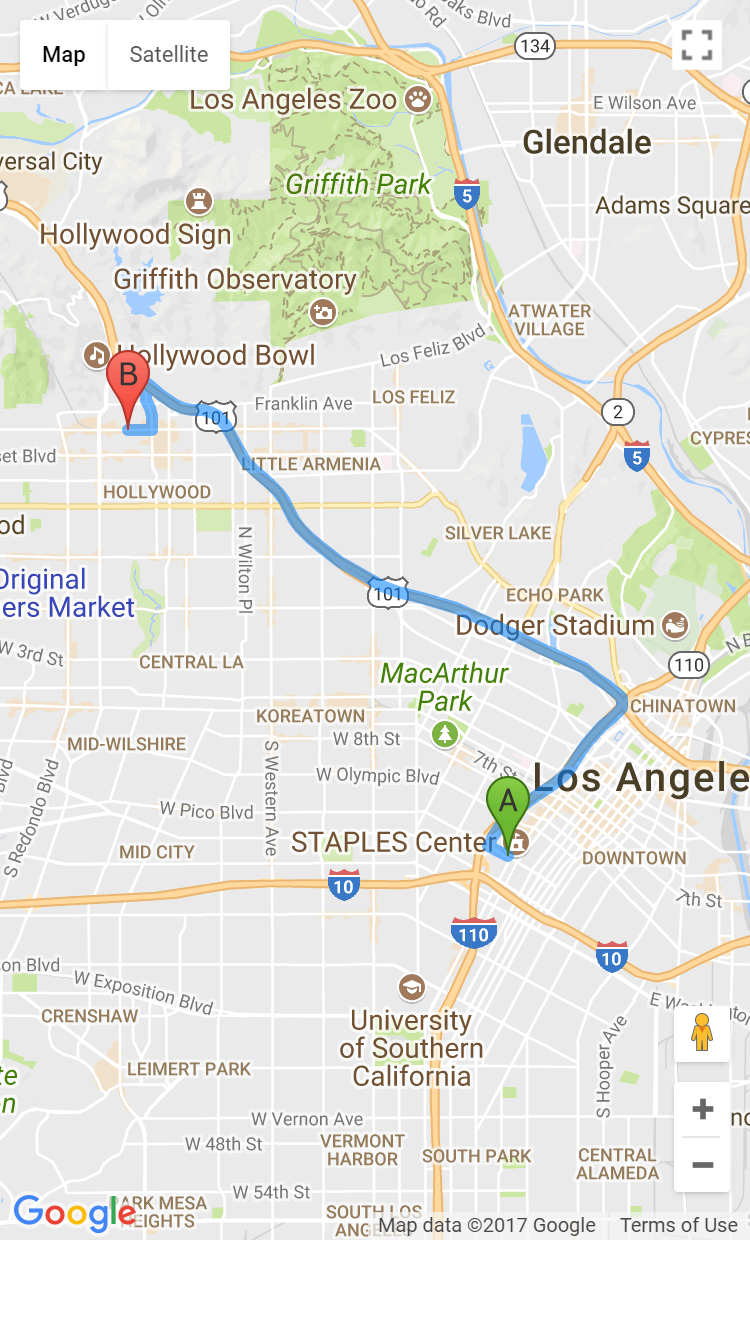 W Verdugo
Oaks Blvd
Rd
Map
Satellite
134
CA LAKE
Los Angeles Zoo
E Wilson Ave
Glendale
versal City
Griffith Park
5
Adams Square
Hollywood Sign
Griffith Observatory
ATWATER
VILLAGE
Los Feliz Blvd
Hollywood Bowl
B
LOS FELIZ
Franklin Ave
101
2
CYPRES
set Blvd
LITTLE ARMENIA
5
HOLLYWOOD
od
SILVER LAKE
N Wilton Pl
Original
ers Market
101
ECHO PARK
Dodger Stadium
W 3rd St
CENTRAL LA
110
N B
MacArthur
Park
CHINATOWN
KOREATOWN
W 8th St
MID-WILSHIRE
7th St
W Olympic Blvd
Los Angele
S Redondo Blvd
S Western Ave
A
W Pico Blvd
STAPLES Center
MID CITY
DOWNTOWN
10
7th St
110
10
son Blvd
W Exposition Blvd
CRENSHAW
University
of Southern
California
E Washington
S Hooper Ave
LEIMERT PARK
te
n
W Vernon Ave
W 48th St
VERMONT
HARBOR
SOUTH PARK
CENTRAL
ALAMEDA
W 54th St
Google
ARK MESA
HEIGHTS
SOUTH LOS
ANGELES
Map data ©2017 Google
Terms of Use